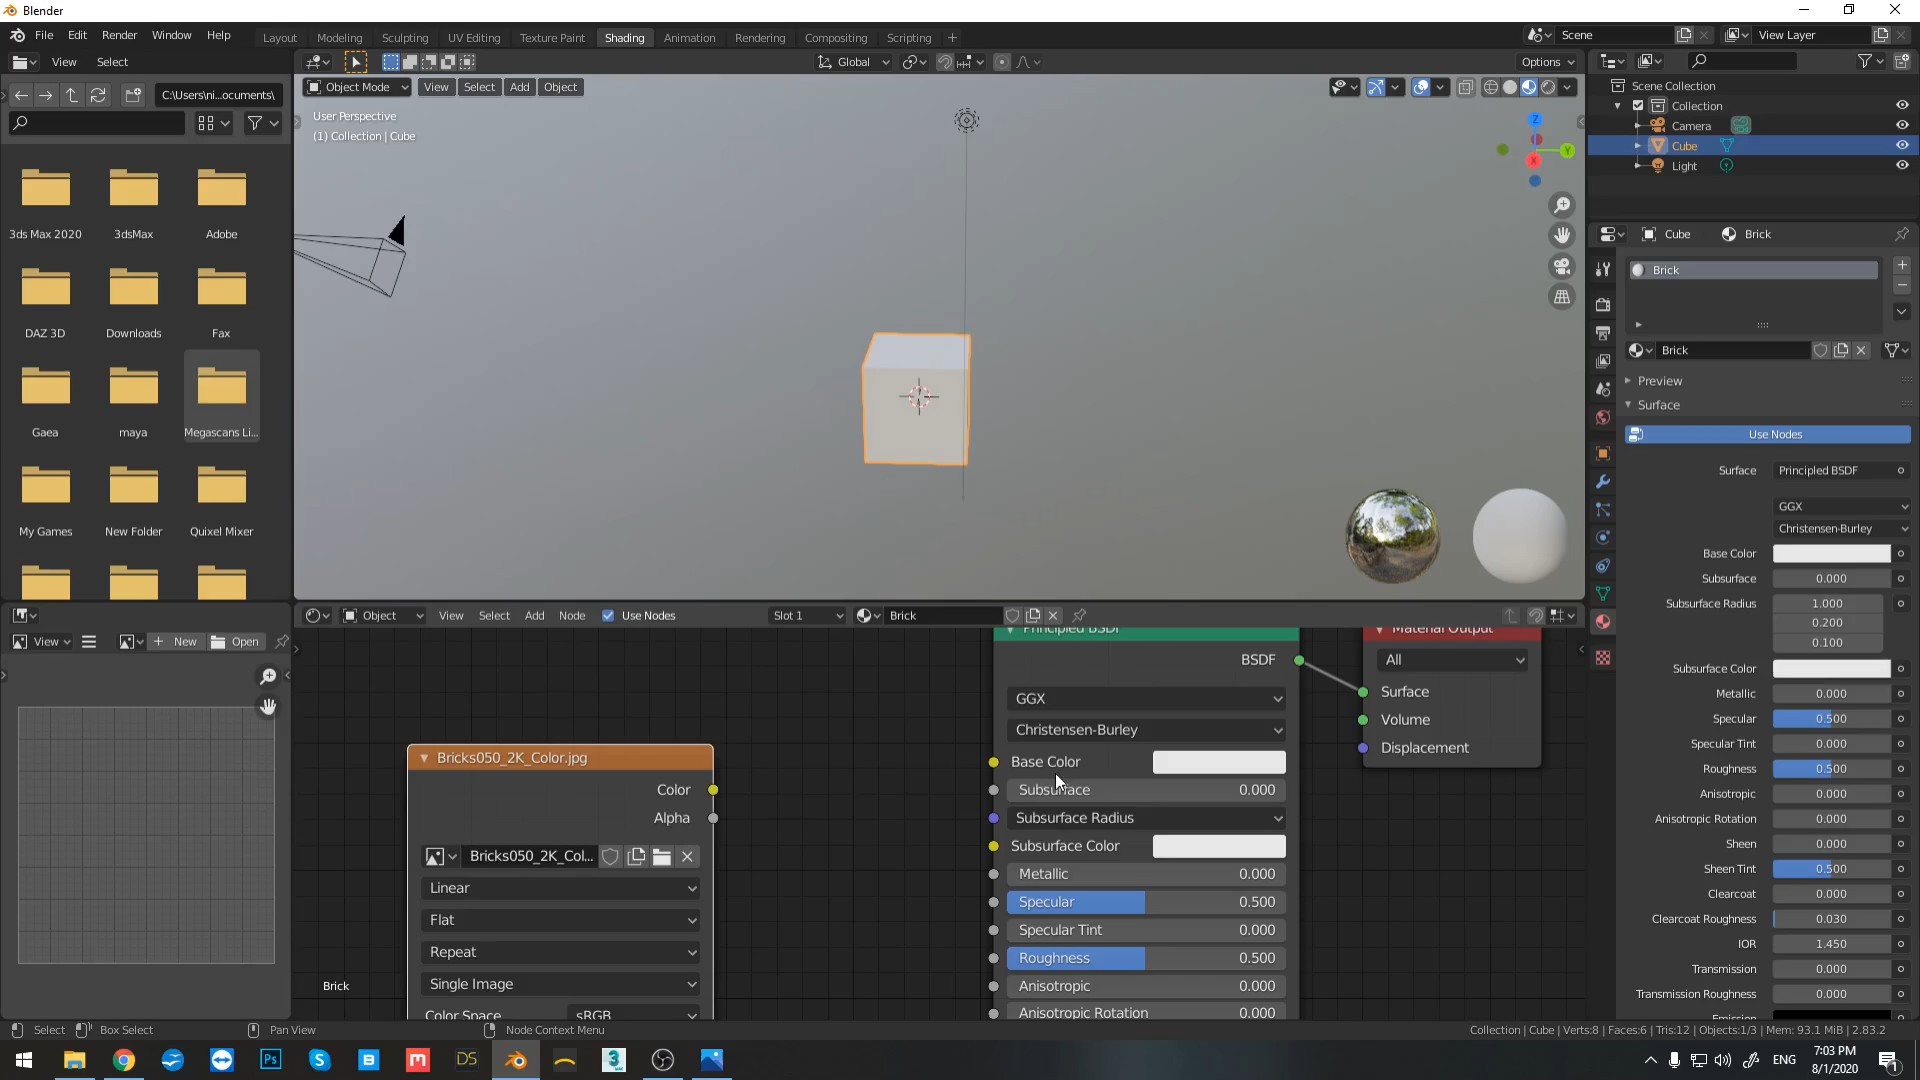 Blender
File Edit Render Window Help
Layout Modeling Sculpting UV Editing Texture Paint Shading Animation Rendering Compositing Scripting +
Scene
View Layer
View Select
Global
Options
C:\Users\ni...ocuments\
Object Mode View Select Add Object
User Perspective
(1) Collection | Cube
Z
Y
X
3ds Max 2020 3dsMax Adobe
DAZ 3D Downloads Fax
Gaea maya Megascans Li...
My Games New Folder Quixel Mixer
Scene Collection
Collection
Camera
Cube
Light
Cube Brick
Brick
Brick
Preview
Surface
Use Nodes
Surface Principled BSDF
GGX
Christensen-Burley
Base Color
Subsurface 0.000
Subsurface Radius 1.000
0.200
0.100
Subsurface Color
Metallic 0.000
Specular 0.500
Specular Tint 0.000
Roughness 0.500
Anisotropic 0.000
Anisotropic Rotation 0.000
Sheen 0.000
Sheen Tint 0.500
Clearcoat 0.000
Clearcoat Roughness 0.030
IOR 1.450
Transmission 0.000
Transmission Roughness 0.000
Emission
View + New Open
Object View Select Add Node Use Nodes Slot 1 Brick
Bricks050_2K_Color.jpg
Color
Alpha
Bricks050_2K_Col...
Linear
Flat
Repeat
Single Image
Color Space sRGB
Brick
Principled BSDF
BSDF
GGX
Christensen-Burley
Base Color
Subsurface 0.000
Subsurface Radius
Subsurface Color
Metallic 0.000
Specular 0.500
Specular Tint 0.000
Roughness 0.500
Anisotropic 0.000
Anisotropic Rotation 0.000
Material Output
All
Surface
Volume
Displacement
Select Box Select Pan View Node Context Menu
Collection | Cube | Verts:8 | Faces:6 | Tris:12 | Objects:1/3 | Mem: 93.1 MiB | 2.83.2
Ps
S
B
m
DS
3
ENG
7:03 PM
8/1/2020
1